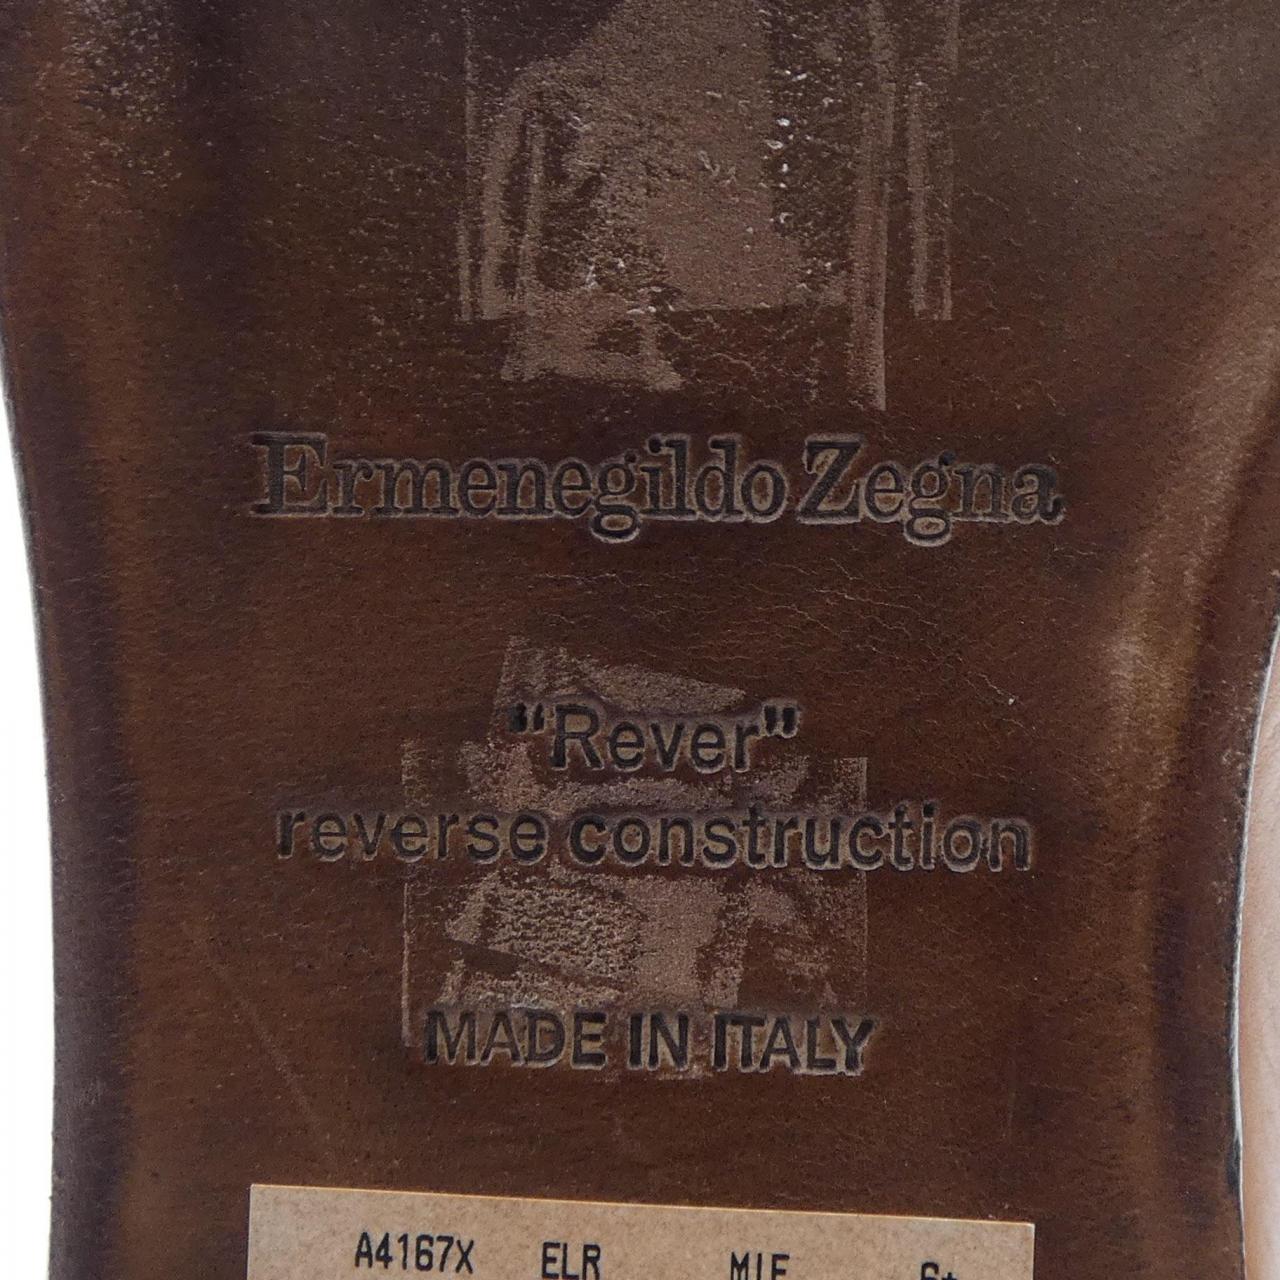 Ermenegildo Zegna
"Rever"
reverse construction
MADE IN ITALY
A4167X ELR